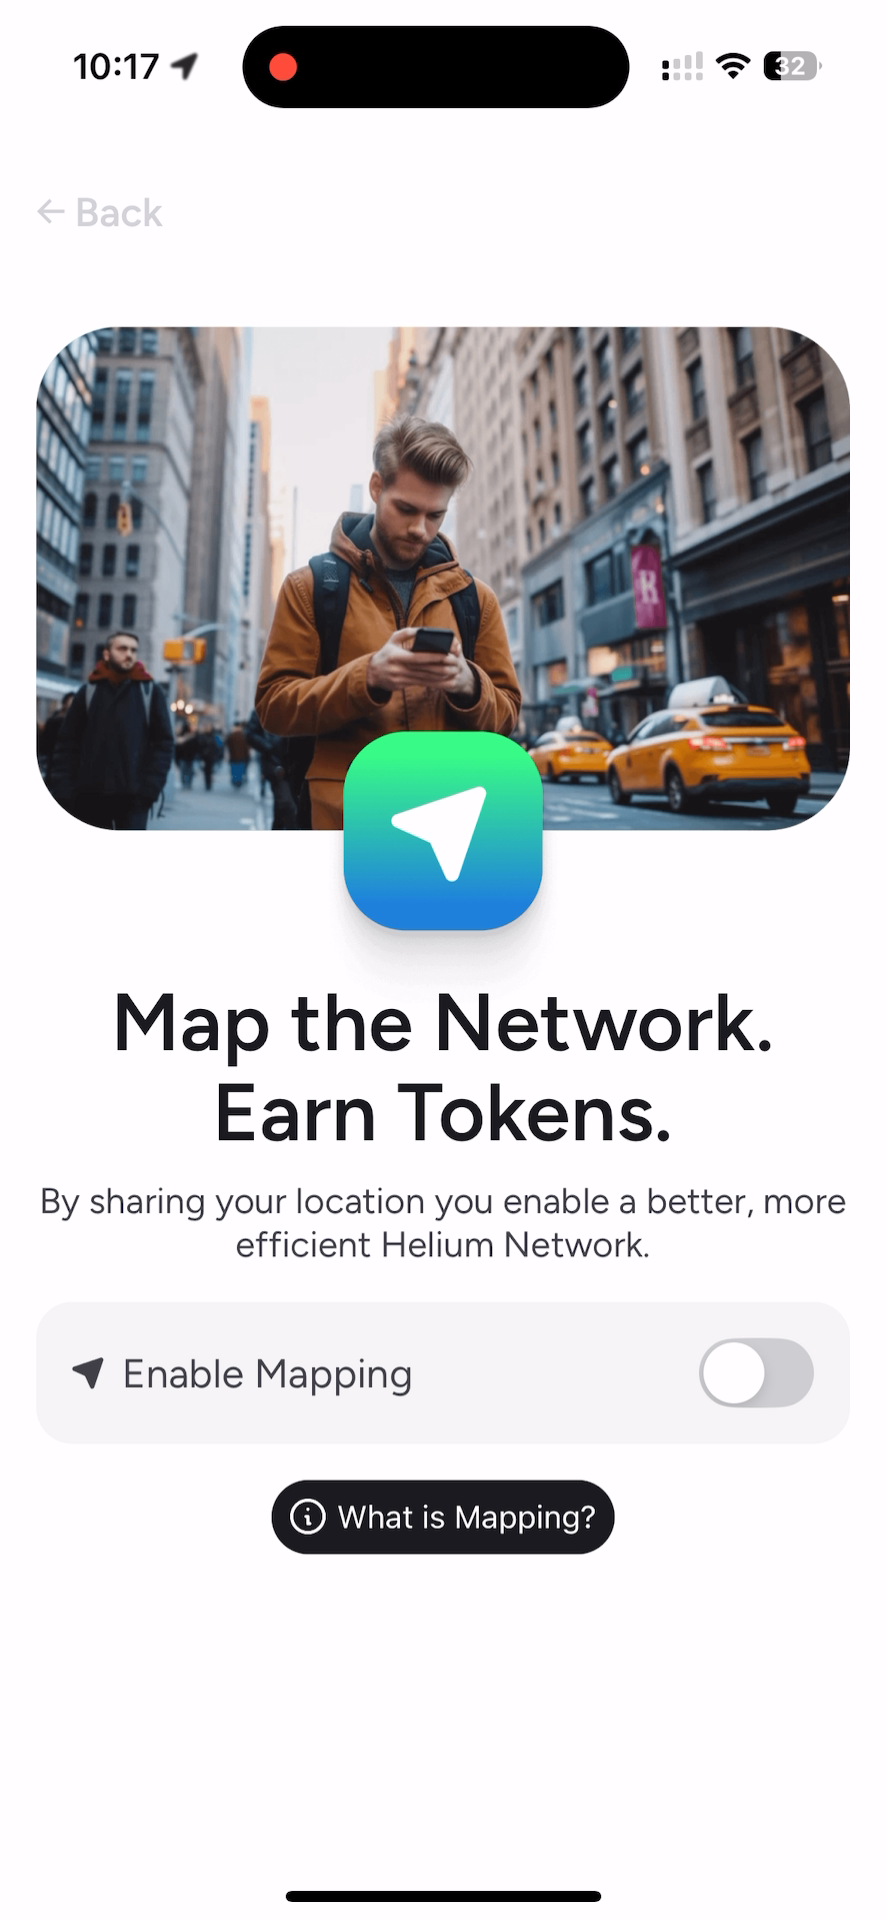 10:17
32
← Back
R
Map the Network.
Earn Tokens.
By sharing your location you enable a better, more
efficient Helium Network.
Enable Mapping
What is Mapping?